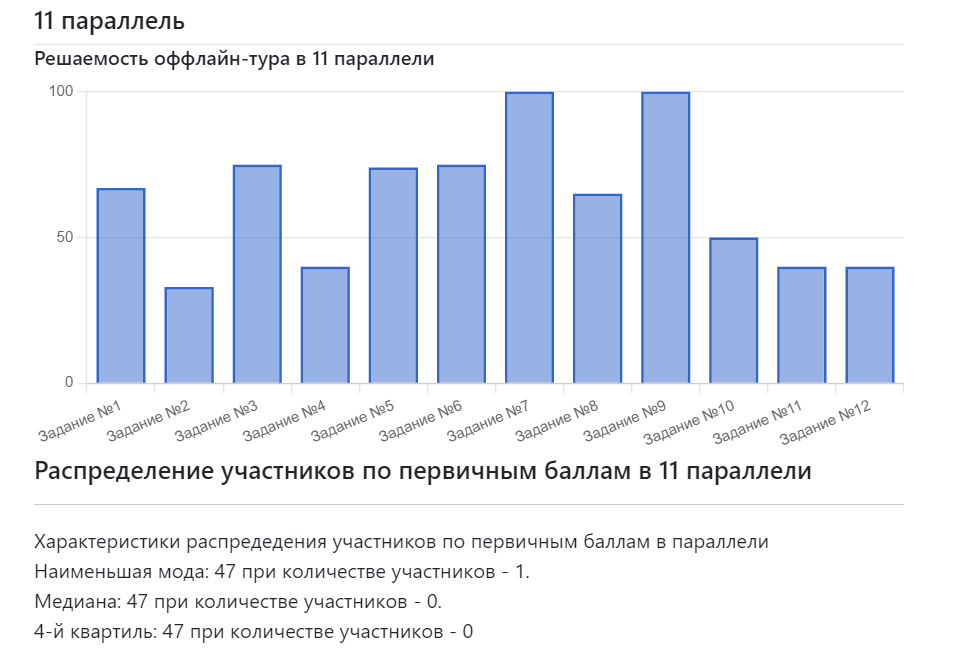 11 параллель
Решаемость оффлайн-тура в 11 параллели
100
50
0
Задание №1
Задание №2
Задание №3
Задание №4
Задание №5
Задание №6
Задание №7
Задание №8
Задание №9
Задание №10
Задание №11
Задание №12
Распределение участников по первичным баллам в 11 параллели
Характеристики распредедения участников по первичным баллам в параллели
Наименьшая мода: 47 при количестве участников - 1.
Медиана: 47 при количестве участников - 0.
4-й квартиль: 47 при количестве участников - 0